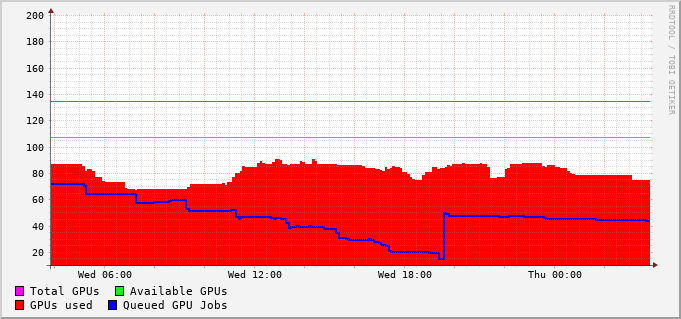 200
180
160
140
120
100
80
60
40
20
Wed 06:00 Wed 12:00 Wed 18:00 Thu 00:00
Total GPUs Available GPUs
GPUs used Queued GPU Jobs
RRDTOOL / TOBI OETIKER